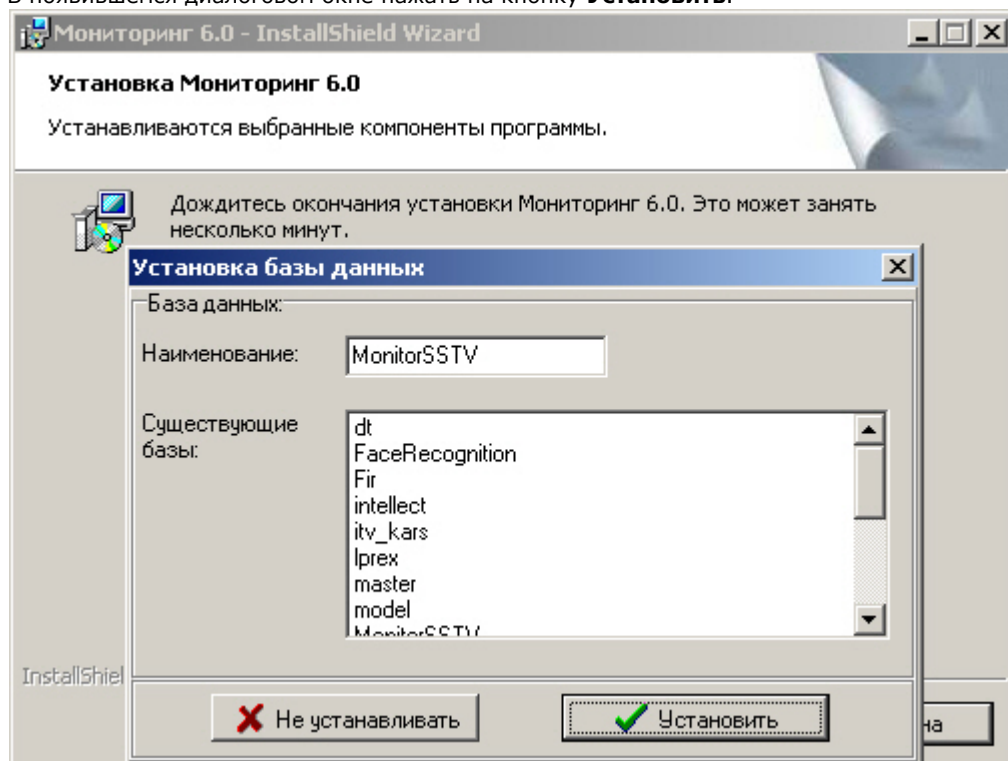 В появившемся диалоговом окне нажать на кнопку Установить.
Мониторинг 6.0 - InstallShield Wizard
Установка Мониторинг 6.0
Устанавливаются выбранные компоненты программы.
Дождитесь окончания установки Мониторинг 6.0. Это может занять
несколько минут.
Установка базы данных
База данных:
Наименование:
MonitorSSTV
Существующие
базы:
dt
FaceRecognition
Fir
intellect
itv_kars
lprex
master
model
MonitorSSTV
InstallShiel
Не устанавливать
Установить
на